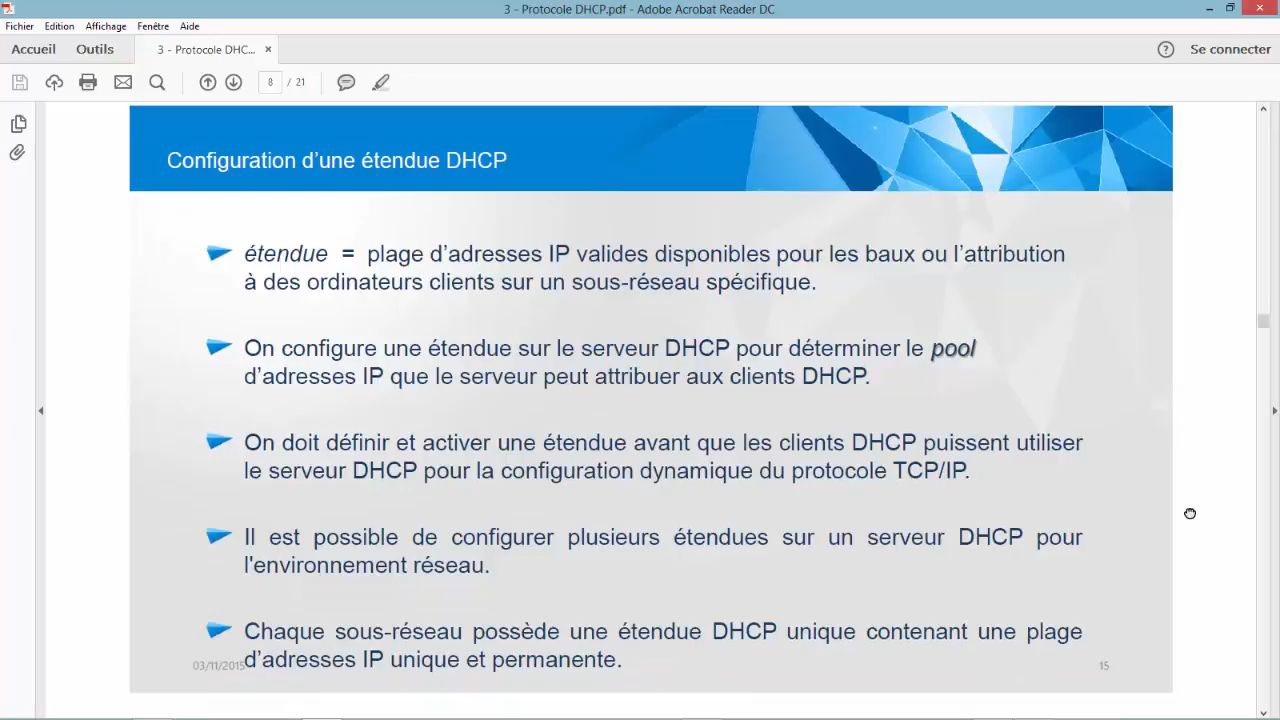 3 - Protocole DHCP.pdf - Adobe Acrobat Reader DC
Fichier Edition Affichage Fenêtre Aide
Accueil Outils 3 - Protocole DHC... × Se connecter
8 / 21
Configuration d’une étendue DHCP
étendue = plage d’adresses IP valides disponibles pour les baux ou l’attribution
à des ordinateurs clients sur un sous-réseau spécifique.
On configure une étendue sur le serveur DHCP pour déterminer le pool
d’adresses IP que le serveur peut attribuer aux clients DHCP.
On doit définir et activer une étendue avant que les clients DHCP puissent utiliser
le serveur DHCP pour la configuration dynamique du protocole TCP/IP.
Il est possible de configurer plusieurs étendues sur un serveur DHCP pour
l'environnement réseau.
Chaque sous-réseau possède une étendue DHCP unique contenant une plage
d’adresses IP unique et permanente.
03/11/2015
15